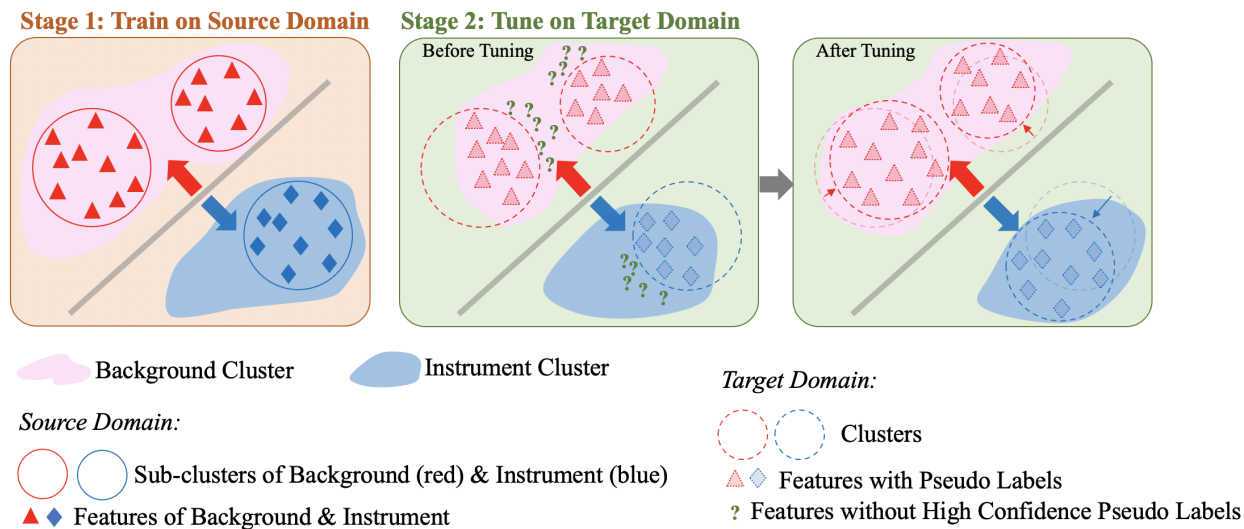 Stage 1: Train on Source Domain
Stage 2: Tune on Target Domain
Before Tuning
? ?
? ?
?
? ?
?
?
?
?
After Tuning
? ?
?
? ?
Background Cluster
Instrument Cluster
Source Domain:
Sub-clusters of Background (red) & Instrument (blue)
Features of Background & Instrument
Target Domain:
Clusters
Features with Pseudo Labels
? Features without High Confidence Pseudo Labels